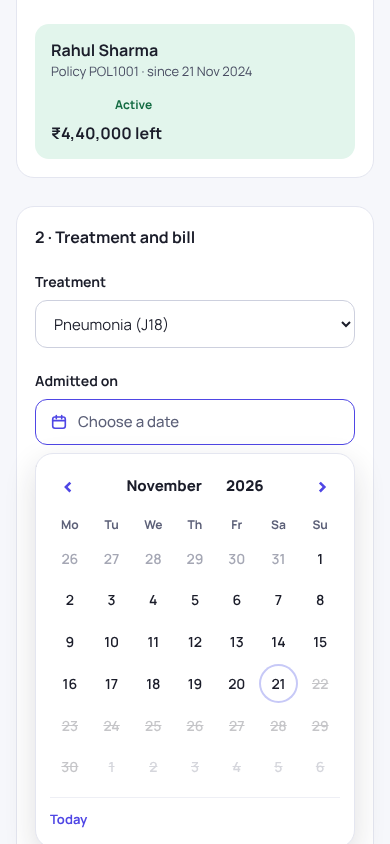 Rahul Sharma
Policy POL1001 · since 21 Nov 2024
Active
₹4,40,000 left
2 · Treatment and bill
Treatment
Pneumonia (J18)
Admitted on
Choose a date
November 2026
Mo Tu We Th Fr Sa Su
26 27 28 29 30 31 1
2 3 4 5 6 7 8
9 10 11 12 13 14 15
16 17 18 19 20 21 22
23 24 25 26 27 28 29
30 1 2 3 4 5 6
Today